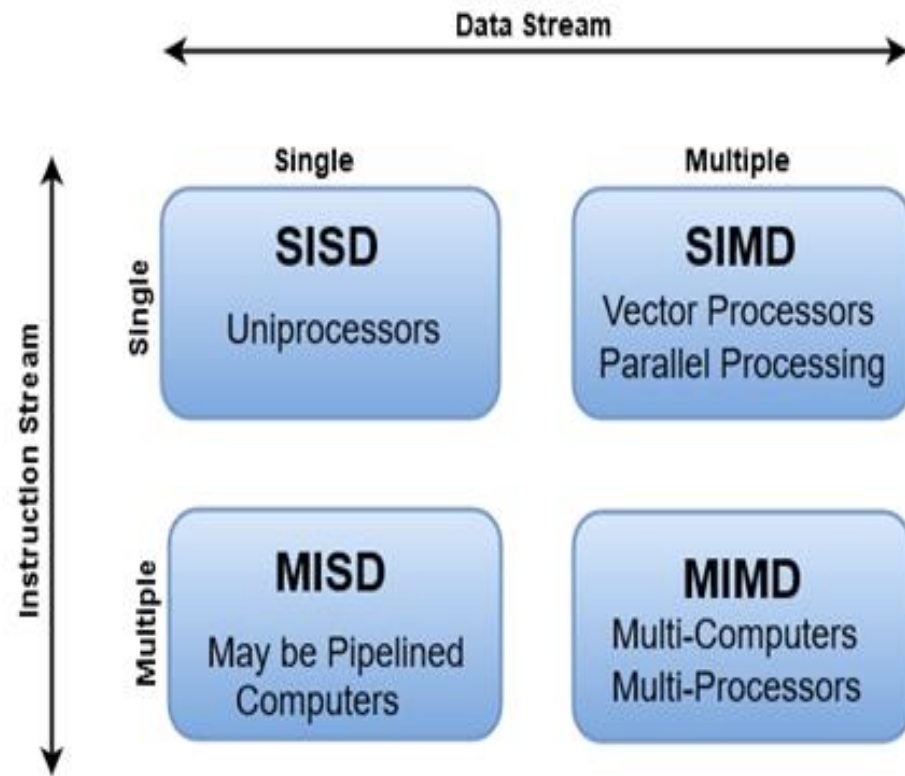 Data Stream
Single
Multiple
Instruction Stream
Single
SISD
Uniprocessors
SIMD
Vector Processors
Parallel Processing
Multiple
MISD
May be Pipelined
Computers
MIMD
Multi-Computers
Multi-Processors